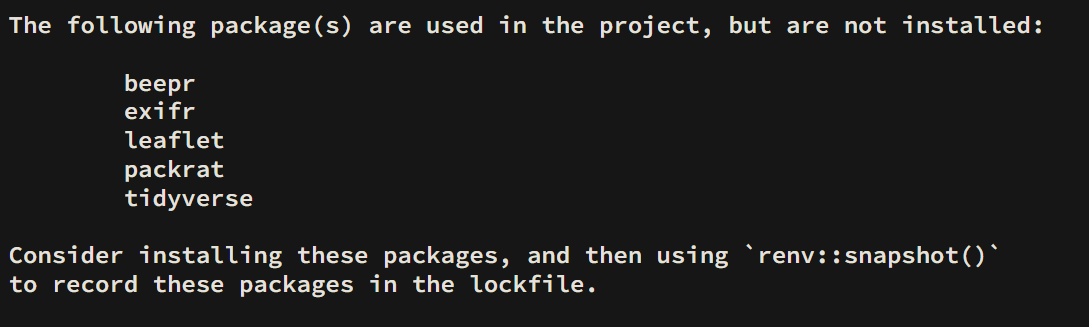 The following package(s) are used in the project, but are not installed:
beepr
exifr
leaflet
packrat
tidyverse
Consider installing these packages, and then using `renv::snapshot()`
to record these packages in the lockfile.